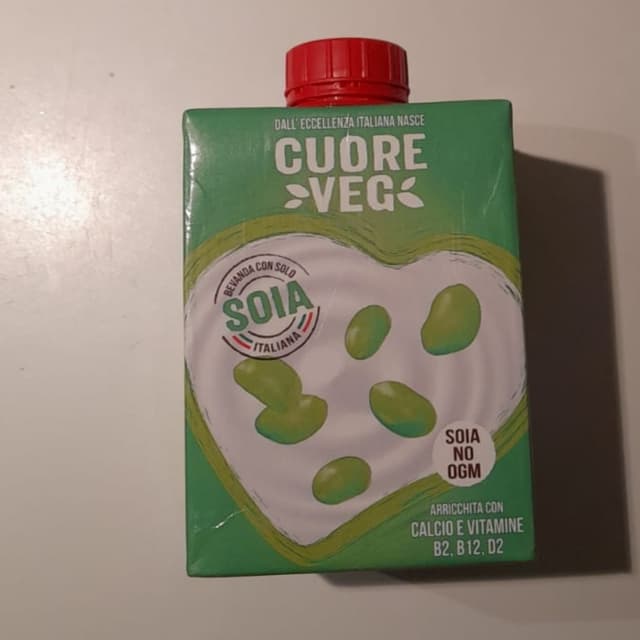 DALL' ECCELLENZA ITALIANA NASCE
CUORE
VEG
BEVANDA CON SOLO
SOIA
ITALIANA
SOIA
NO
OGM
ARRICCHITA CON
CALCIO E VITAMINE
B2, B12, D2